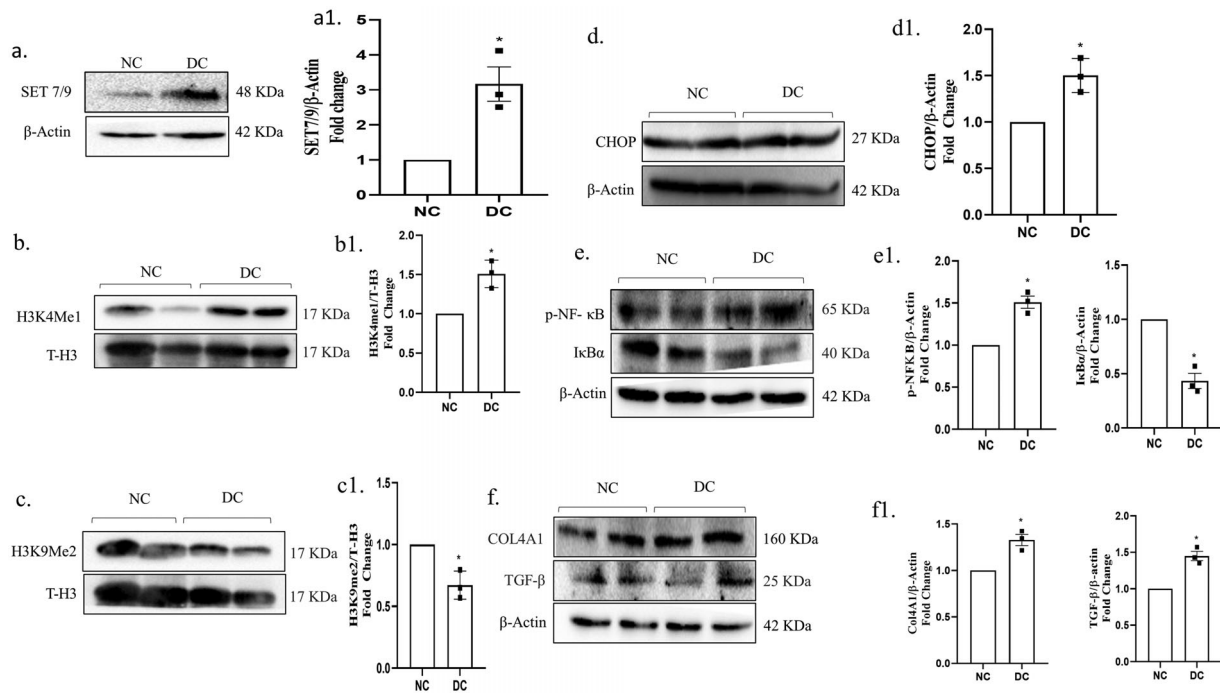 a.
NC DC
SET 7/9 48 KDa
β-Actin 42 KDa
a1.
SET7/9/β-Actin
Fold change
5
4
3
2
1
0
*
NC DC
b.
NC DC
H3K4Me1 17 KDa
T-H3 17 KDa
b1.
H3K4me1/T-H3
Fold Change
2.0
1.5
1.0
0.5
0.0
*
NC DC
c.
NC DC
H3K9Me2 17 KDa
T-H3 17 KDa
c1.
H3K9me2/T-H3
Fold Change
1.5
1.0
0.5
0.0
*
NC DC
d.
NC DC
CHOP 27 KDa
β-Actin 42 KDa
d1.
CHOP/β-Actin
Fold Change
2.0
1.5
1.0
0.5
0.0
*
NC DC
e.
NC DC
p-NF- κB 65 KDa
IκBα 40 KDa
β-Actin 42 KDa
e1.
p-NFKB/β-Actin
Fold Change
2.0
1.5
1.0
0.5
0.0
*
NC DC
IκBα/β-Actin
Fold Change
1.5
1.0
0.5
0.0
*
NC DC
f.
NC DC
COL4A1 160 KDa
TGF-β 25 KDa
β-Actin 42 KDa
f1.
Col4A1/β-Actin
Fold Change
2.0
1.5
1.0
0.5
0.0
*
NC DC
TGF-β/β-actin
Fold Change
2.0
1.5
1.0
0.5
0.0
*
NC DC